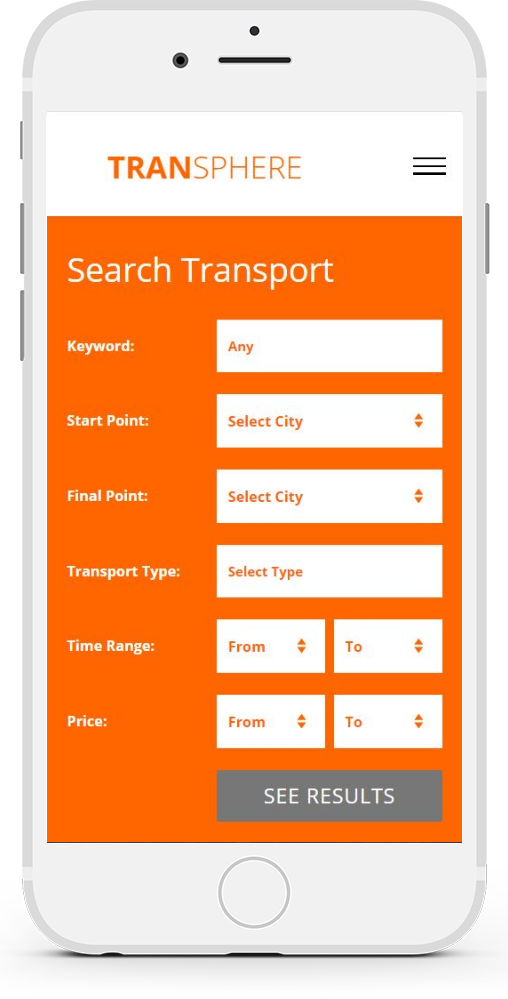 TRANSPHERE
Search Transport
Keyword: Any
Start Point: Select City
Final Point: Select City
Transport Type: Select Type
Time Range: From To
Price: From To
SEE RESULTS